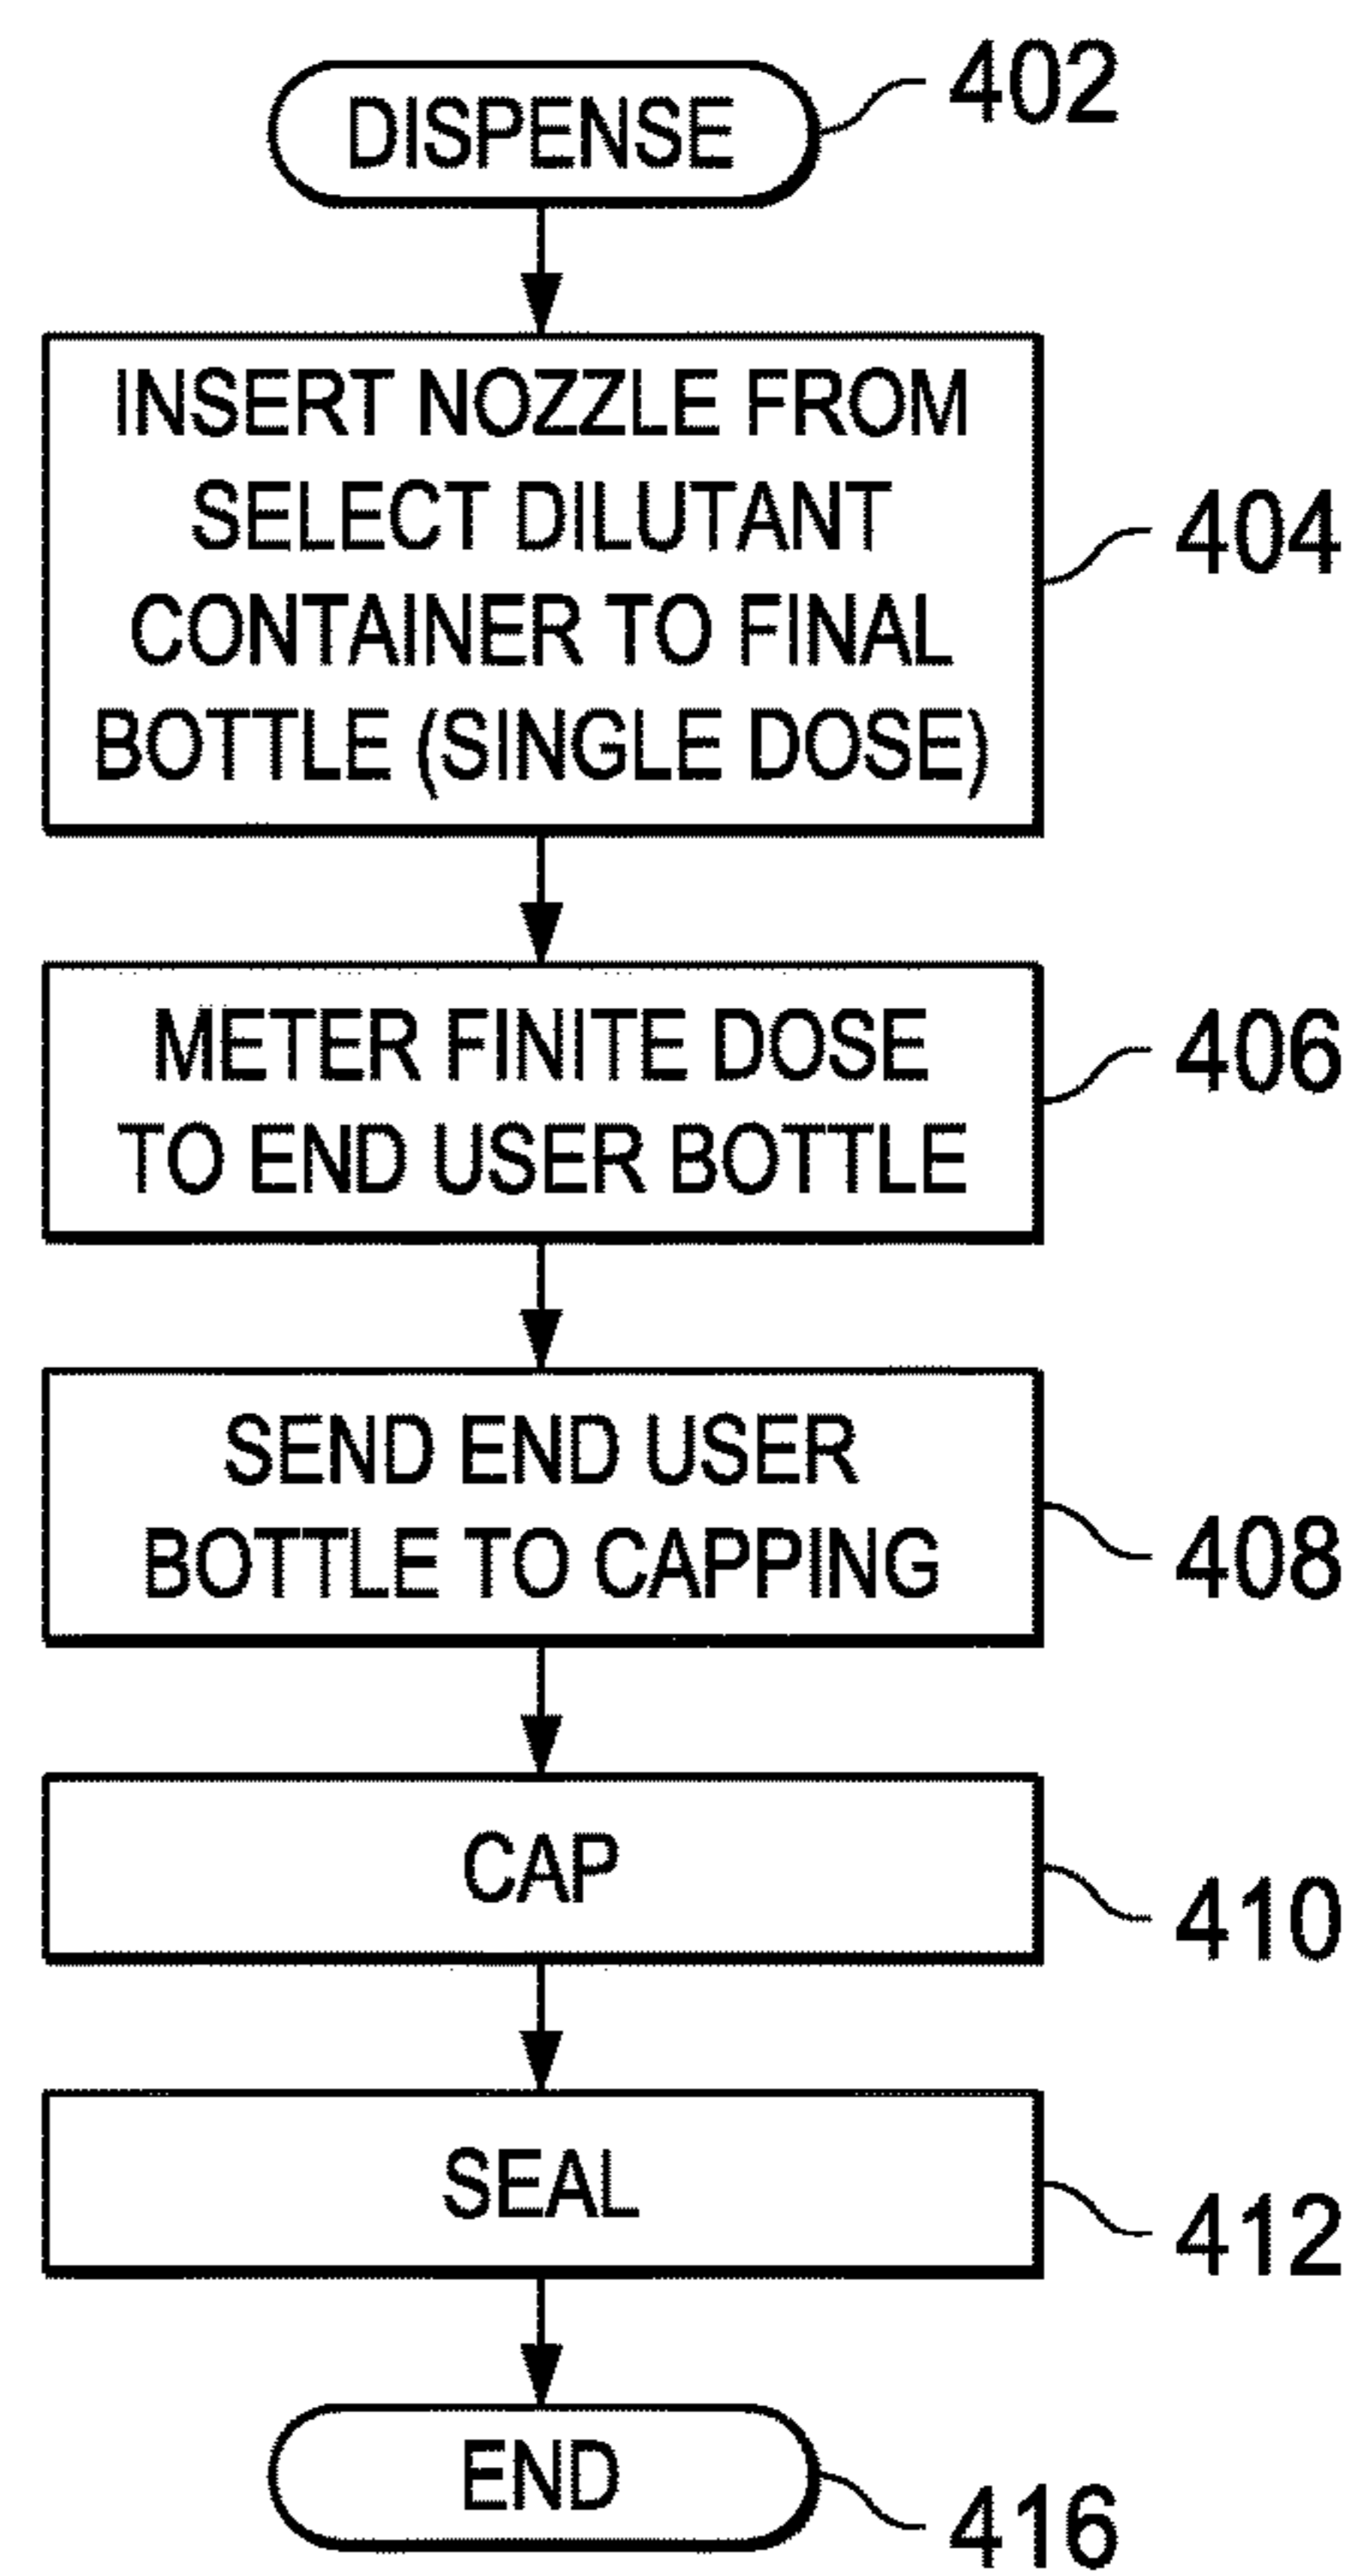 DISPENSE
402
INSERT NOZZLE FROM
SELECT DILUTANT
CONTAINER TO FINAL
BOTTLE (SINGLE DOSE)
404
METER FINITE DOSE
TO END USER BOTTLE
406
SEND END USER
BOTTLE TO CAPPING
408
CAP
410
SEAL
412
END
416